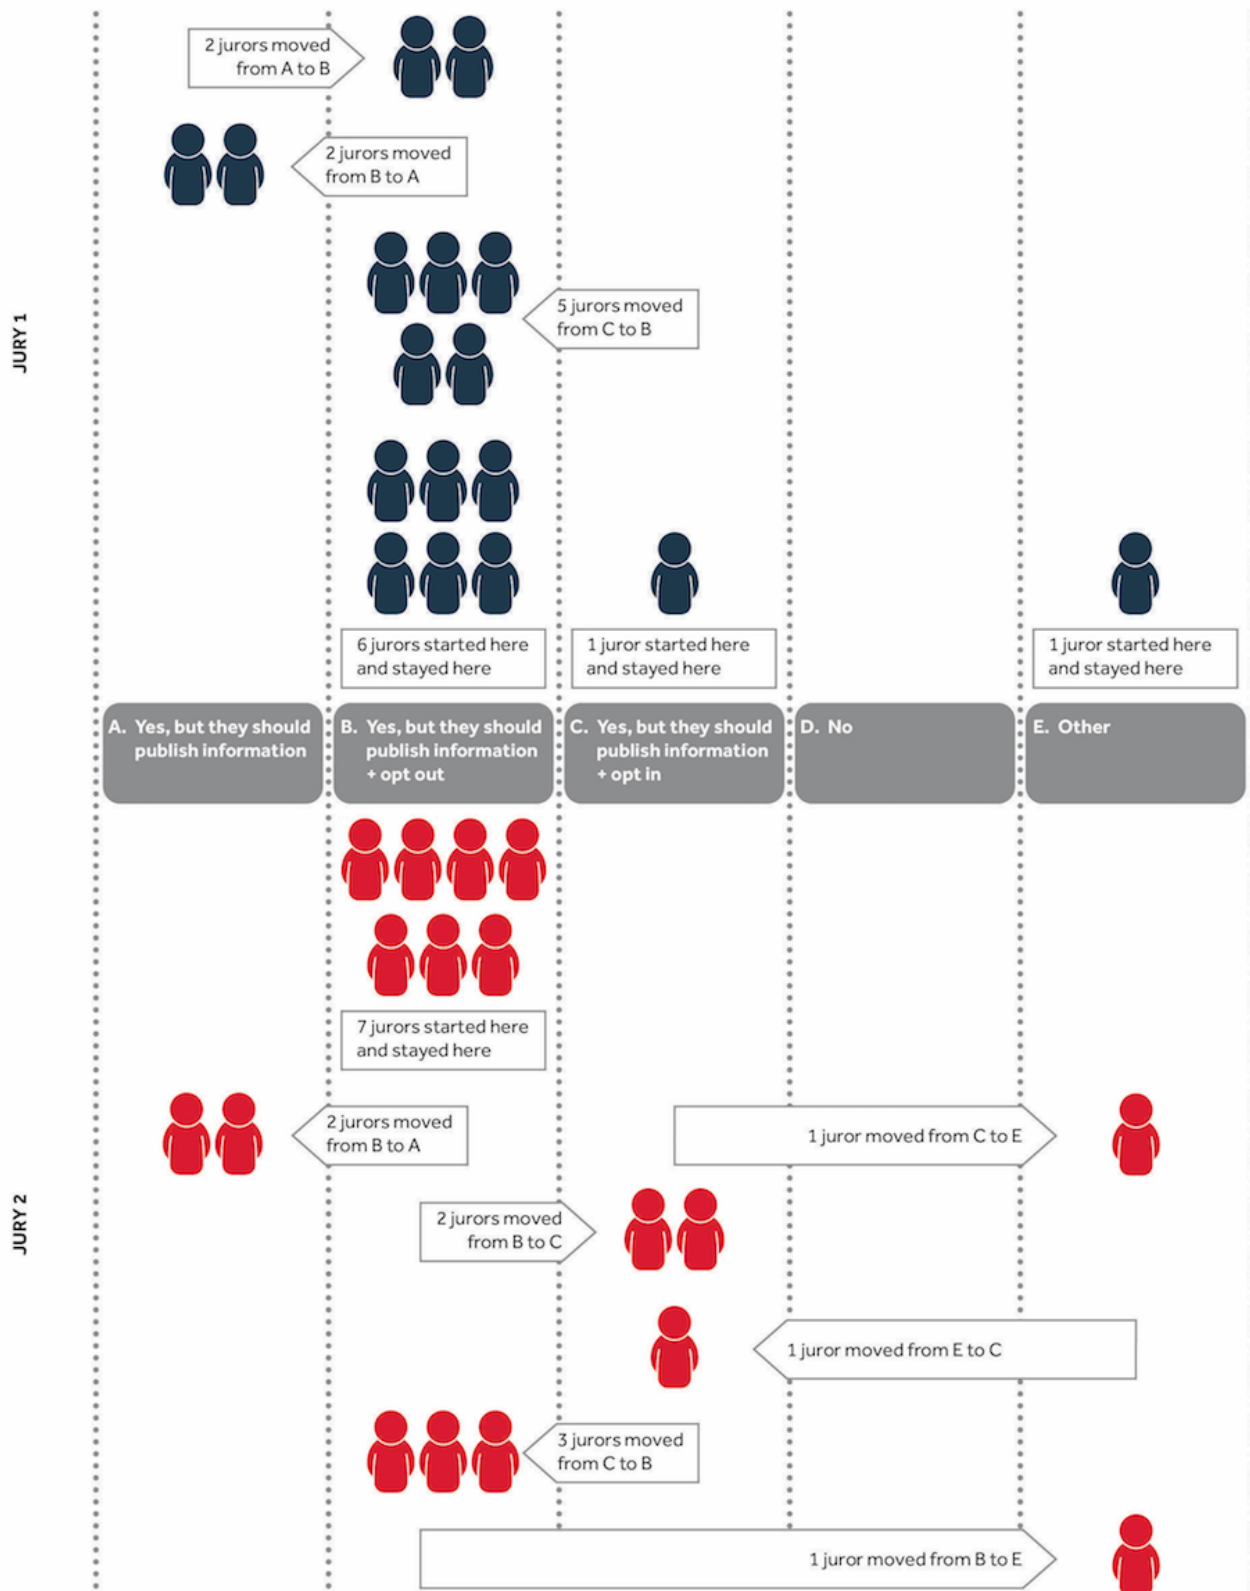 2 jurors moved
from A to B
2 jurors moved
from B to A
JURY 1
5 jurors moved
from C to B
6 jurors started here
and stayed here
1 juror started here
and stayed here
1 juror started here
and stayed here
A. Yes, but they should
publish information
B. Yes, but they should
publish information
+ opt out
C. Yes, but they should
publish information
+ opt in
D. No
E. Other
7 jurors started here
and stayed here
2 jurors moved
from B to A
1 juror moved from C to E
JURY 2
2 jurors moved
from B to C
1 juror moved from E to C
3 jurors moved
from C to B
1 juror moved from B to E